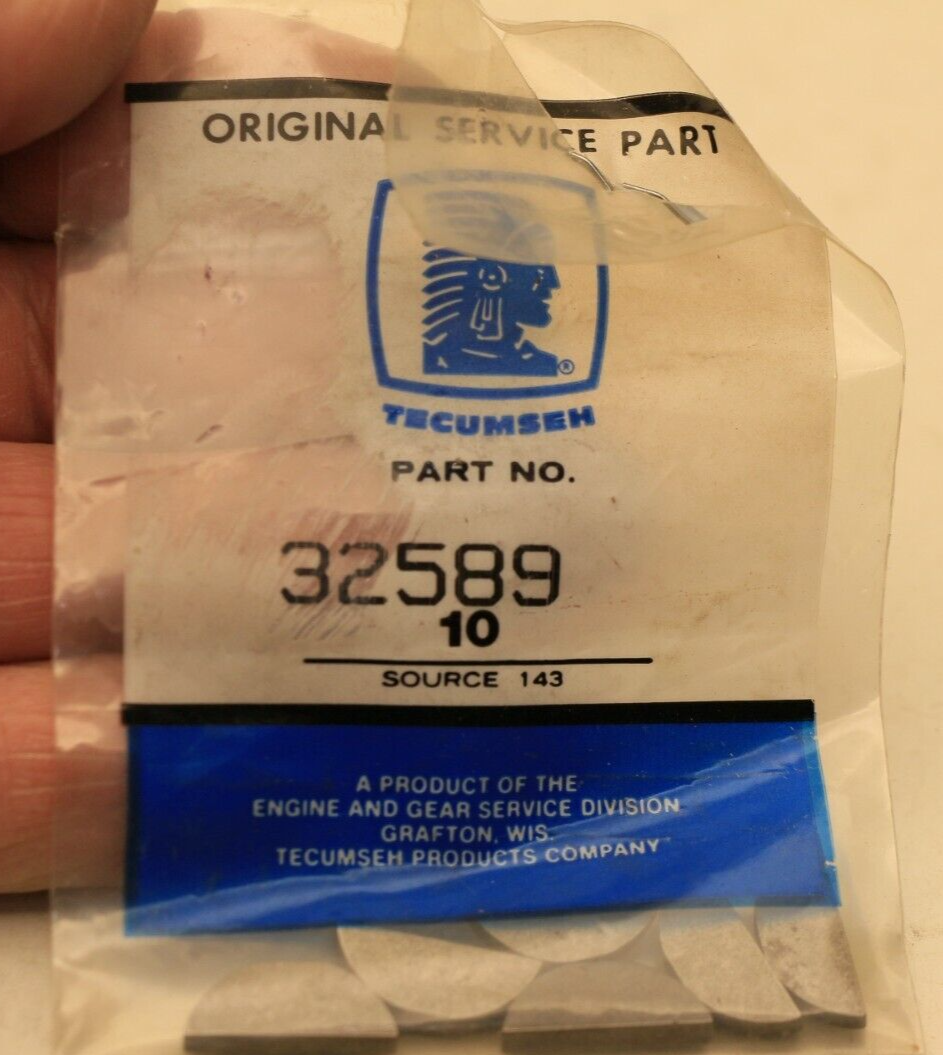 ORIGINAL SERVICE PART
®
TECUMSEH
PART NO.
32589
10
SOURCE 143
A PRODUCT OF THE
ENGINE AND GEAR SERVICE DIVISION
GRAFTON, WIS.
TECUMSEH PRODUCTS COMPANY